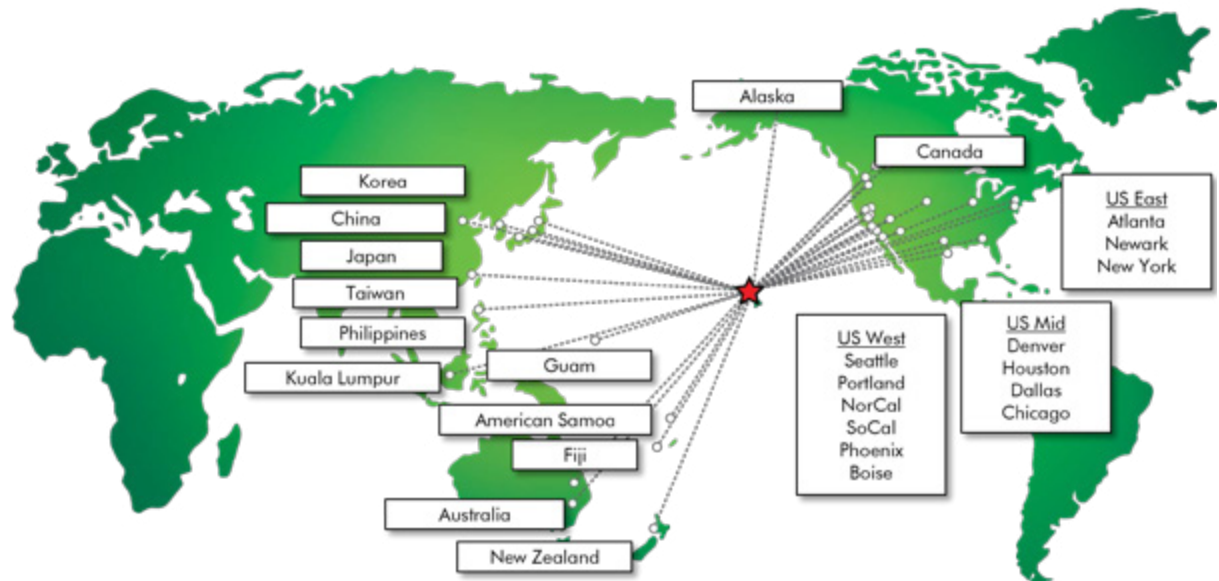 Alaska
Canada
Korea
China
Japan
Taiwan
Philippines
Kuala Lumpur
Guam
American Samoa
Fiji
Australia
New Zealand
US East
Atlanta
Newark
New York
US West
Seattle
Portland
NorCal
SoCal
Phoenix
Boise
US Mid
Denver
Houston
Dallas
Chicago